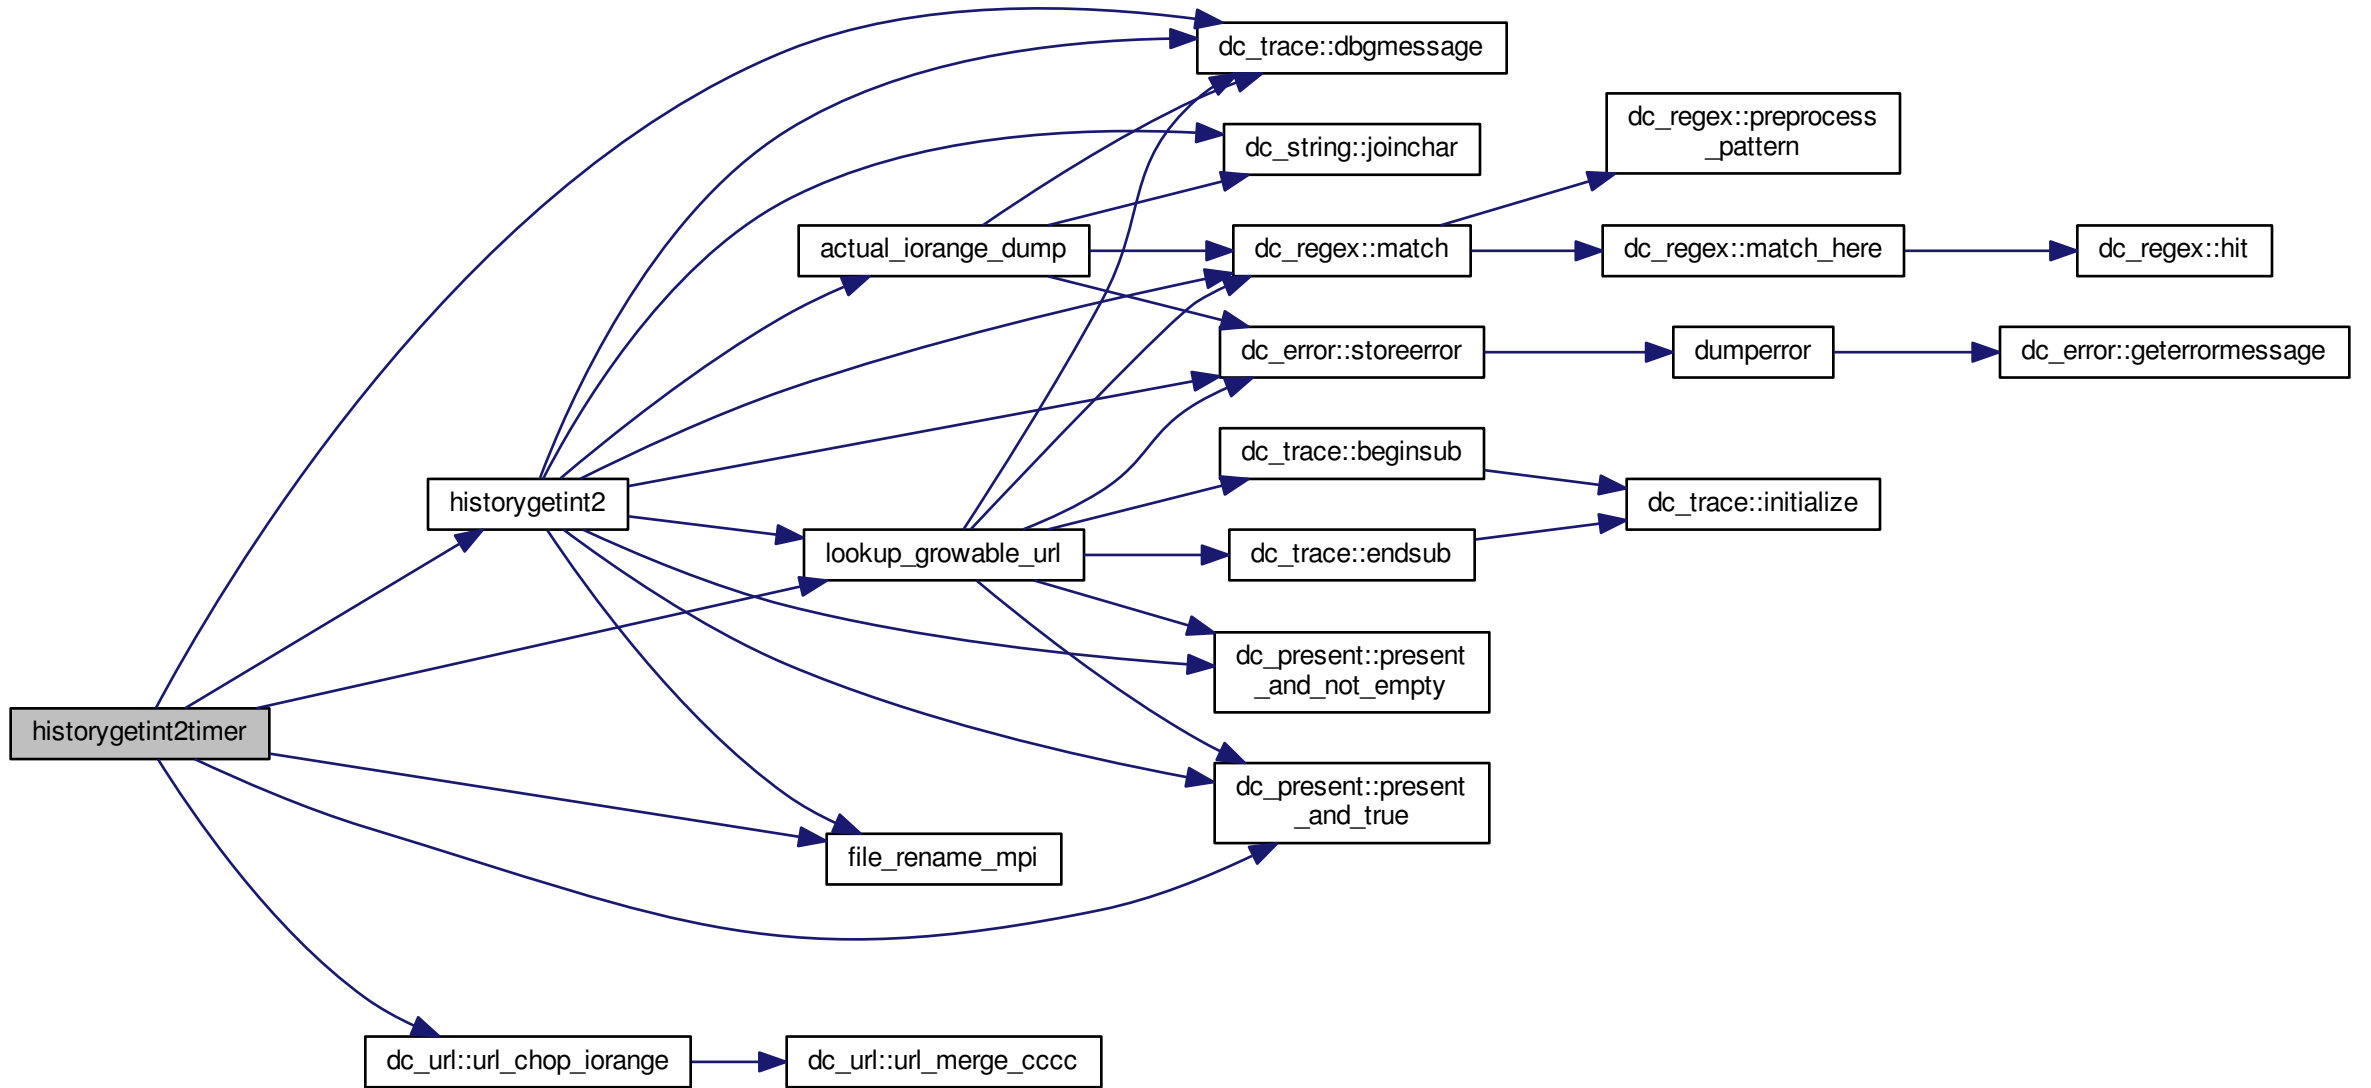 dc_trace::dbgmessage
dc_regex::preprocess
_pattern
dc_string::joinchar
actual_iorange_dump
dc_regex::match
dc_regex::match_here
dc_regex::hit
dc_error::storeerror
dumperror
dc_error::geterrormessage
dc_trace::beginsub
historygetint2
dc_trace::initialize
lookup_growable_url
dc_trace::endsub
dc_present::present
_and_not_empty
historygetint2timer
dc_present::present
_and_true
file_rename_mpi
dc_url::url_chop_iorange
dc_url::url_merge_cccc